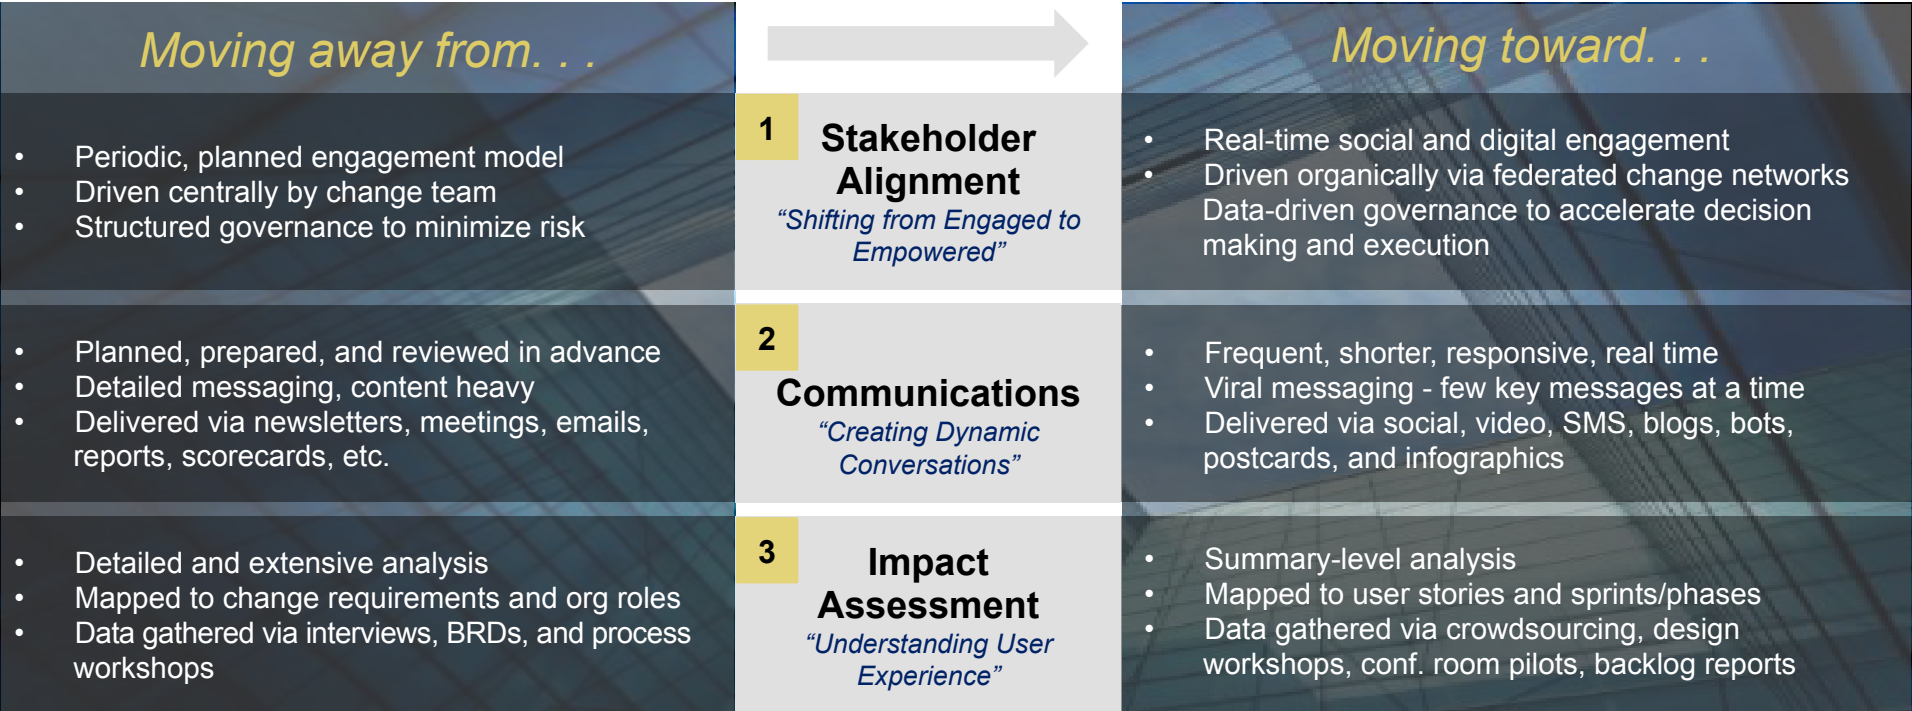 Moving away from. . .
Moving toward. . .
• Periodic, planned engagement model
• Driven centrally by change team
• Structured governance to minimize risk
1
Stakeholder
Alignment
“Shifting from Engaged to
Empowered”
• Real-time social and digital engagement
• Driven organically via federated change networks
Data-driven governance to accelerate decision
making and execution
• Planned, prepared, and reviewed in advance
• Detailed messaging, content heavy
• Delivered via newsletters, meetings, emails,
reports, scorecards, etc.
2
Communications
“Creating Dynamic
Conversations”
• Frequent, shorter, responsive, real time
• Viral messaging - few key messages at a time
• Delivered via social, video, SMS, blogs, bots,
postcards, and infographics
• Detailed and extensive analysis
• Mapped to change requirements and org roles
• Data gathered via interviews, BRDs, and process
workshops
3
Impact
Assessment
“Understanding User
Experience”
• Summary-level analysis
• Mapped to user stories and sprints/phases
• Data gathered via crowdsourcing, design
workshops, conf. room pilots, backlog reports